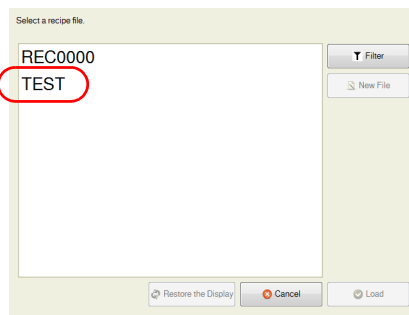 Select a recipe file.
REC0000
TEST
Filter
New File
Restore the Display
Cancel
Load